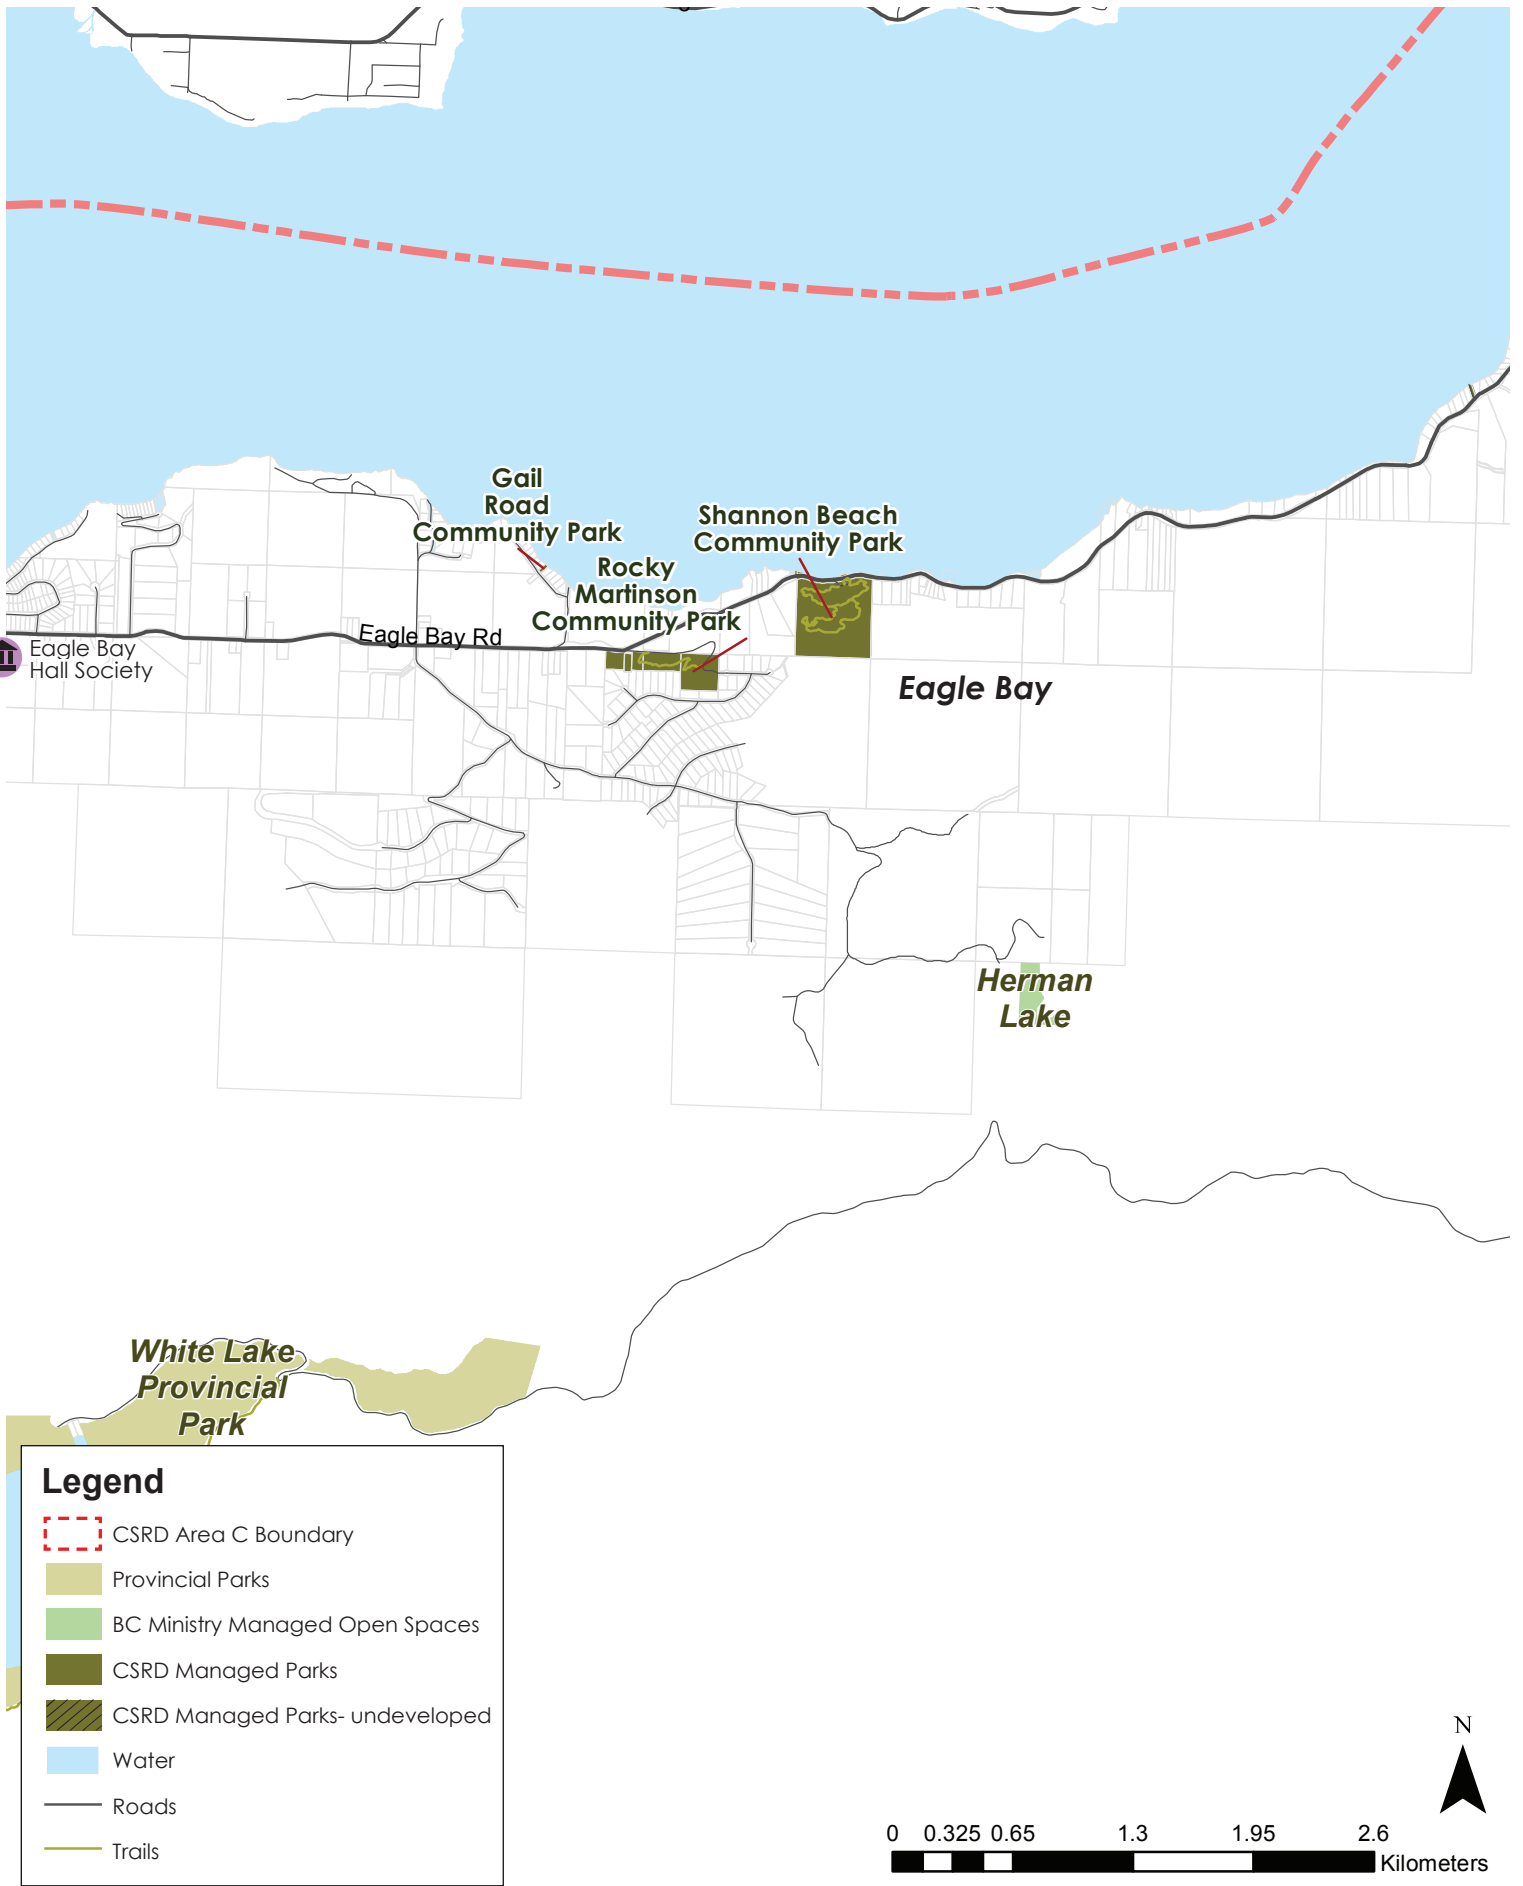 Gail
Road
Community Park
Shannon Beach
Community Park
Rocky
Martinson
Community Park
Eagle Bay Rd
Eagle Bay
Hall Society
Eagle Bay
Herman
Lake
White Lake
Provincial
Park
Legend
CSRD Area C Boundary
Provincial Parks
BC Ministry Managed Open Spaces
CSRD Managed Parks
CSRD Managed Parks- undeveloped
Water
Roads
Trails
N
0 0.325 0.65 1.3 1.95 2.6
Kilometers